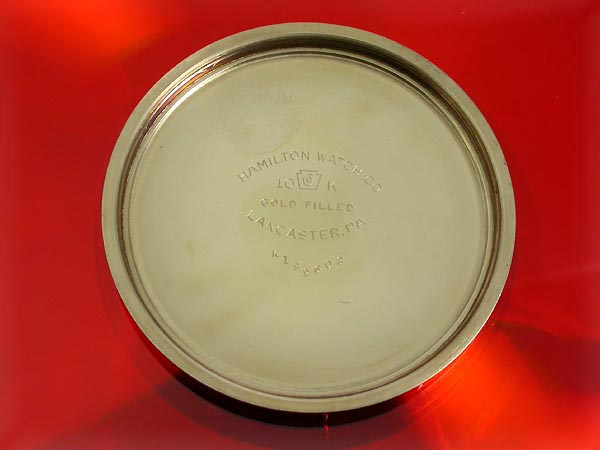 HAMILTON WATCH CO
10 K
GOLD FILLED
LANCASTER, PA.